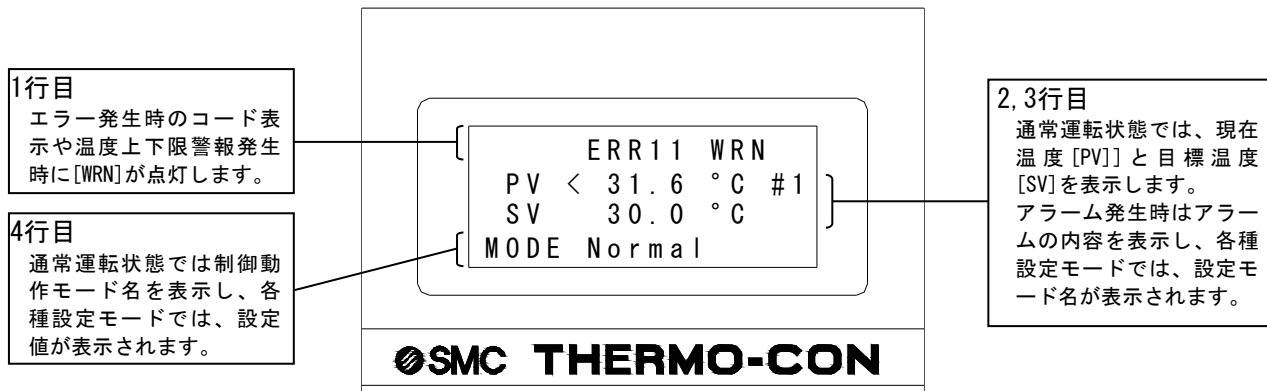 1行目
エラー発生時のコード表
示や温度上下限警報発生
時に[WRN]が点灯します。
4行目
通常運転状態では制御動
作モード名を表示し、各
種設定モードでは、設定
値が表示されます。
ERR11 WRN
PV < 31.6 °C #1
SV 30.0 °C
MODE Normal
SMC THERMO-CON
2,3行目
通常運転状態では、現在
温度[PV]]と目標温度
[SV]を表示します。
アラーム発生時はアラー
ムの内容を表示し、各種
設定モードでは、設定モ
ード名が表示されます。